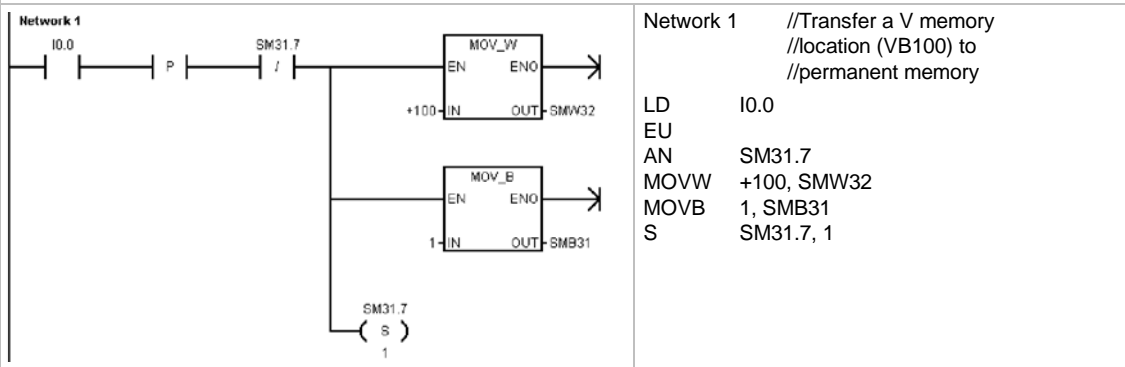 Network 1
I0.0
P
SM31.7
/
MOV_W
EN ENO
+100 IN OUT SMW32
MOV_B
EN ENO
1 IN OUT SMB31
SM31.7
S
1
Network 1 //Transfer a V memory
//location (VB100) to
//permanent memory
LD I0.0
EU
AN SM31.7
MOVW +100, SMW32
MOVB 1, SMB31
S SM31.7, 1